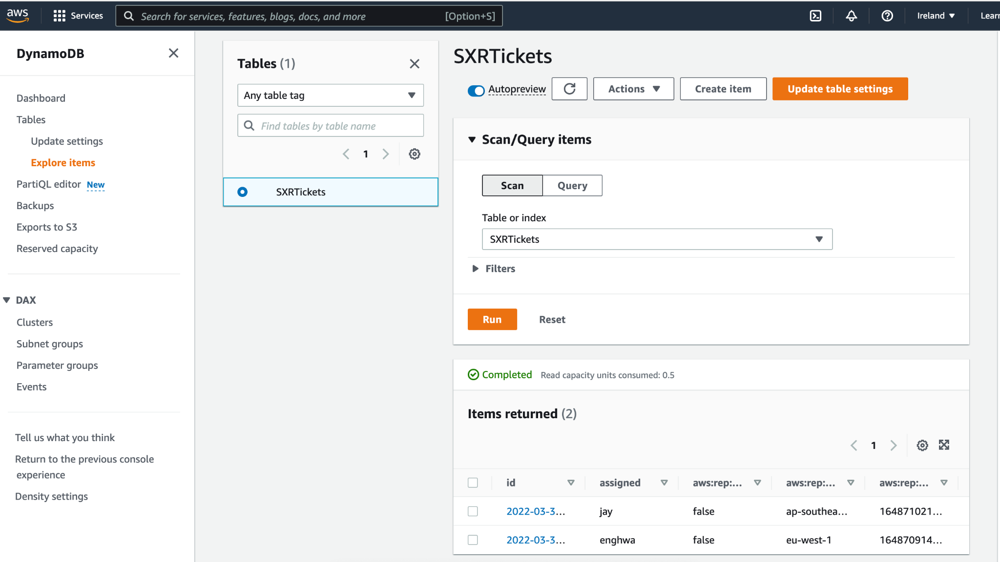 aws
Services
Search for services, features, blogs, docs, and more
[Option+S]
Ireland
Learn
DynamoDB
Dashboard
Tables
Update settings
Explore items
PartiQL editor New
Backups
Exports to S3
Reserved capacity
DAX
Clusters
Subnet groups
Parameter groups
Events
Tell us what you think
Return to the previous console
experience
Density settings
Tables (1)
Any table tag
Find tables by table name
1
SXRTickets
SXRTickets
Autopreview
Actions
Create item
Update table settings
Scan/Query items
Scan
Query
Table or index
SXRTickets
Filters
Run
Reset
Completed
Read capacity units consumed: 0.5
Items returned (2)
1
id assigned aws:rep:... aws:rep:... aws:rep:...
2022-03-3... jay false ap-southea... 164871021...
2022-03-3... enghwa false eu-west-1 164870914...